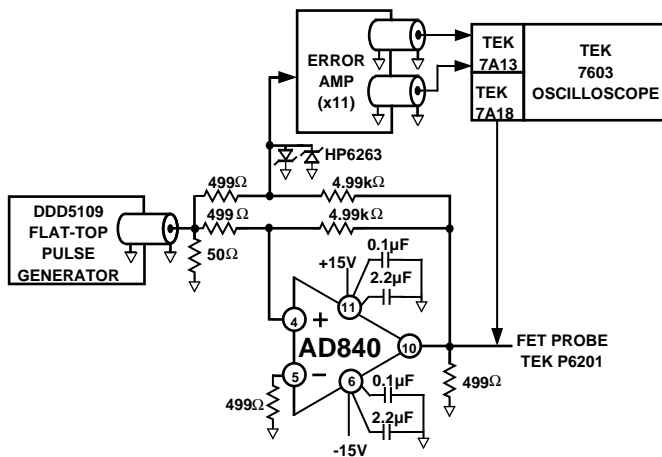 ERROR
AMP
(x11)
TEK
7A13
TEK
7A18
TEK
7603
OSCILLOSCOPE
HP6263
499Ω
4.99kΩ
DDD5109
FLAT-TOP
PULSE
GENERATOR
499Ω
4.99kΩ
50Ω
+15V
0.1µF
2.2µF
11
4
+
AD840
10
5
−
6
FET PROBE
TEK P6201
0.1µF
499Ω
499Ω
2.2µF
-15V